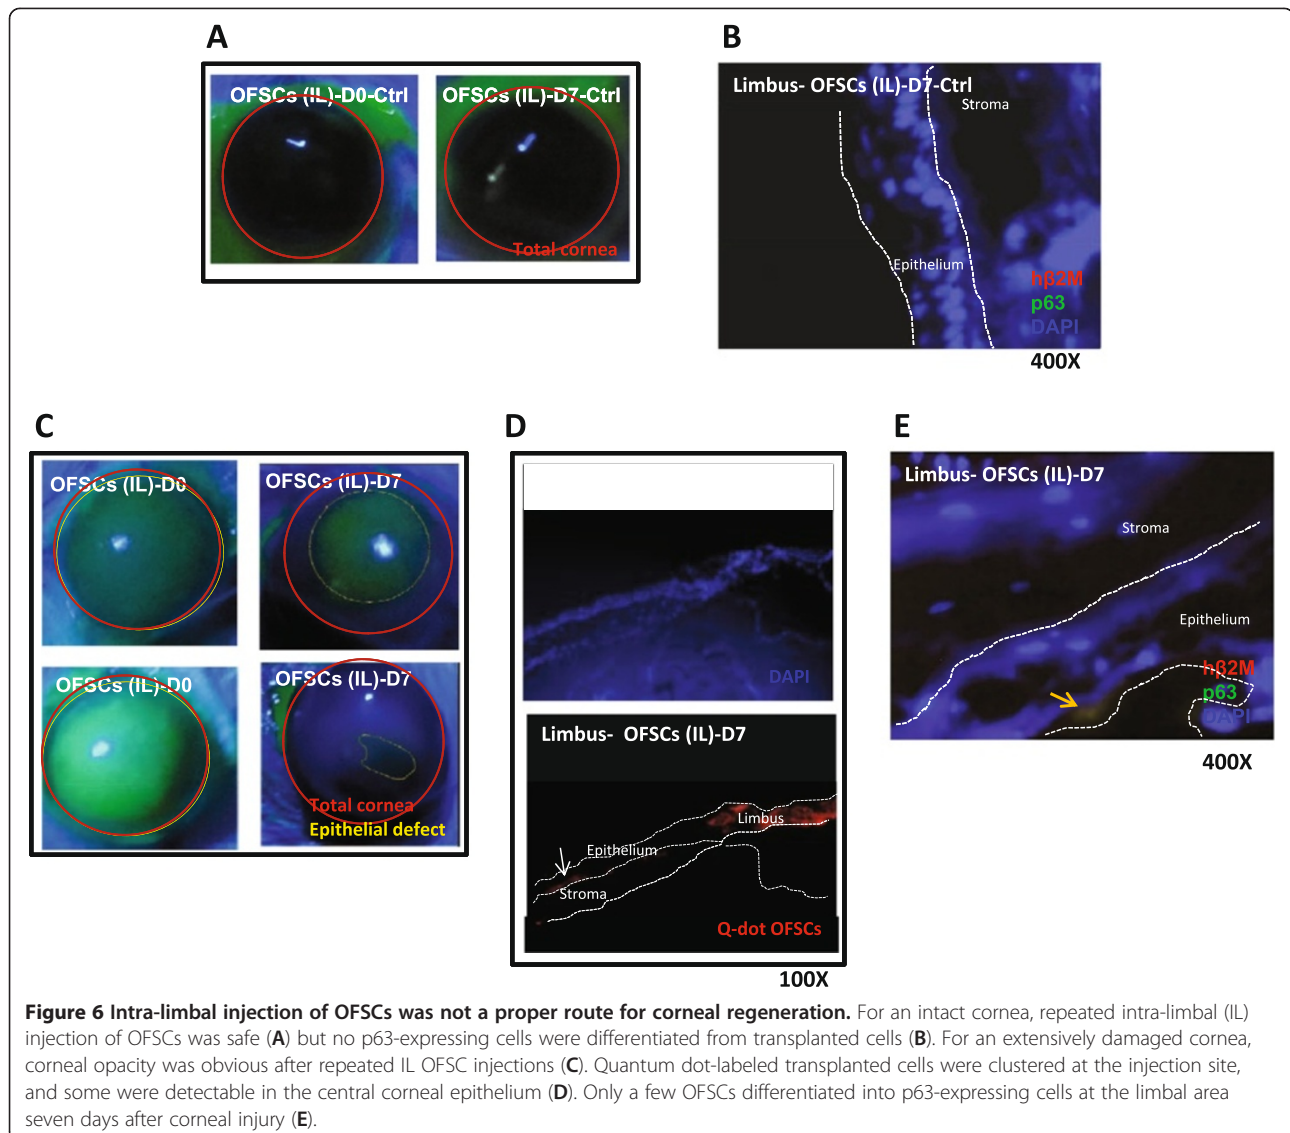 A
OFSCs (IL)-D0-Ctrl
OFSCs (IL)-D7-Ctrl
Total cornea
B
Limbus- OFSCs (IL)-D7-Ctrl
Stroma
Epithelium
hβ2M
p63
DAPI
400X
C
OFSCs (IL)-D0
OFSCs (IL)-D7
OFSCs (IL)-D0
OFSCs (IL)-D7
Total cornea
Epithelial defect
D
DAPI
Limbus- OFSCs (IL)-D7
Limbus
Epithelium
Stroma
Q-dot OFSCs
100X
E
Limbus- OFSCs (IL)-D7
Stroma
Epithelium
hβ2M
p63
DAPI
400X
Figure 6 Intra-limbal injection of OFSCs was not a proper route for corneal regeneration. For an intact cornea, repeated intra-limbal (IL)
injection of OFSCs was safe (A) but no p63-expressing cells were differentiated from transplanted cells (B). For an extensively damaged cornea,
corneal opacity was obvious after repeated IL OFSC injections (C). Quantum dot-labeled transplanted cells were clustered at the injection site,
and some were detectable in the central corneal epithelium (D). Only a few OFSCs differentiated into p63-expressing cells at the limbal area
seven days after corneal injury (E).